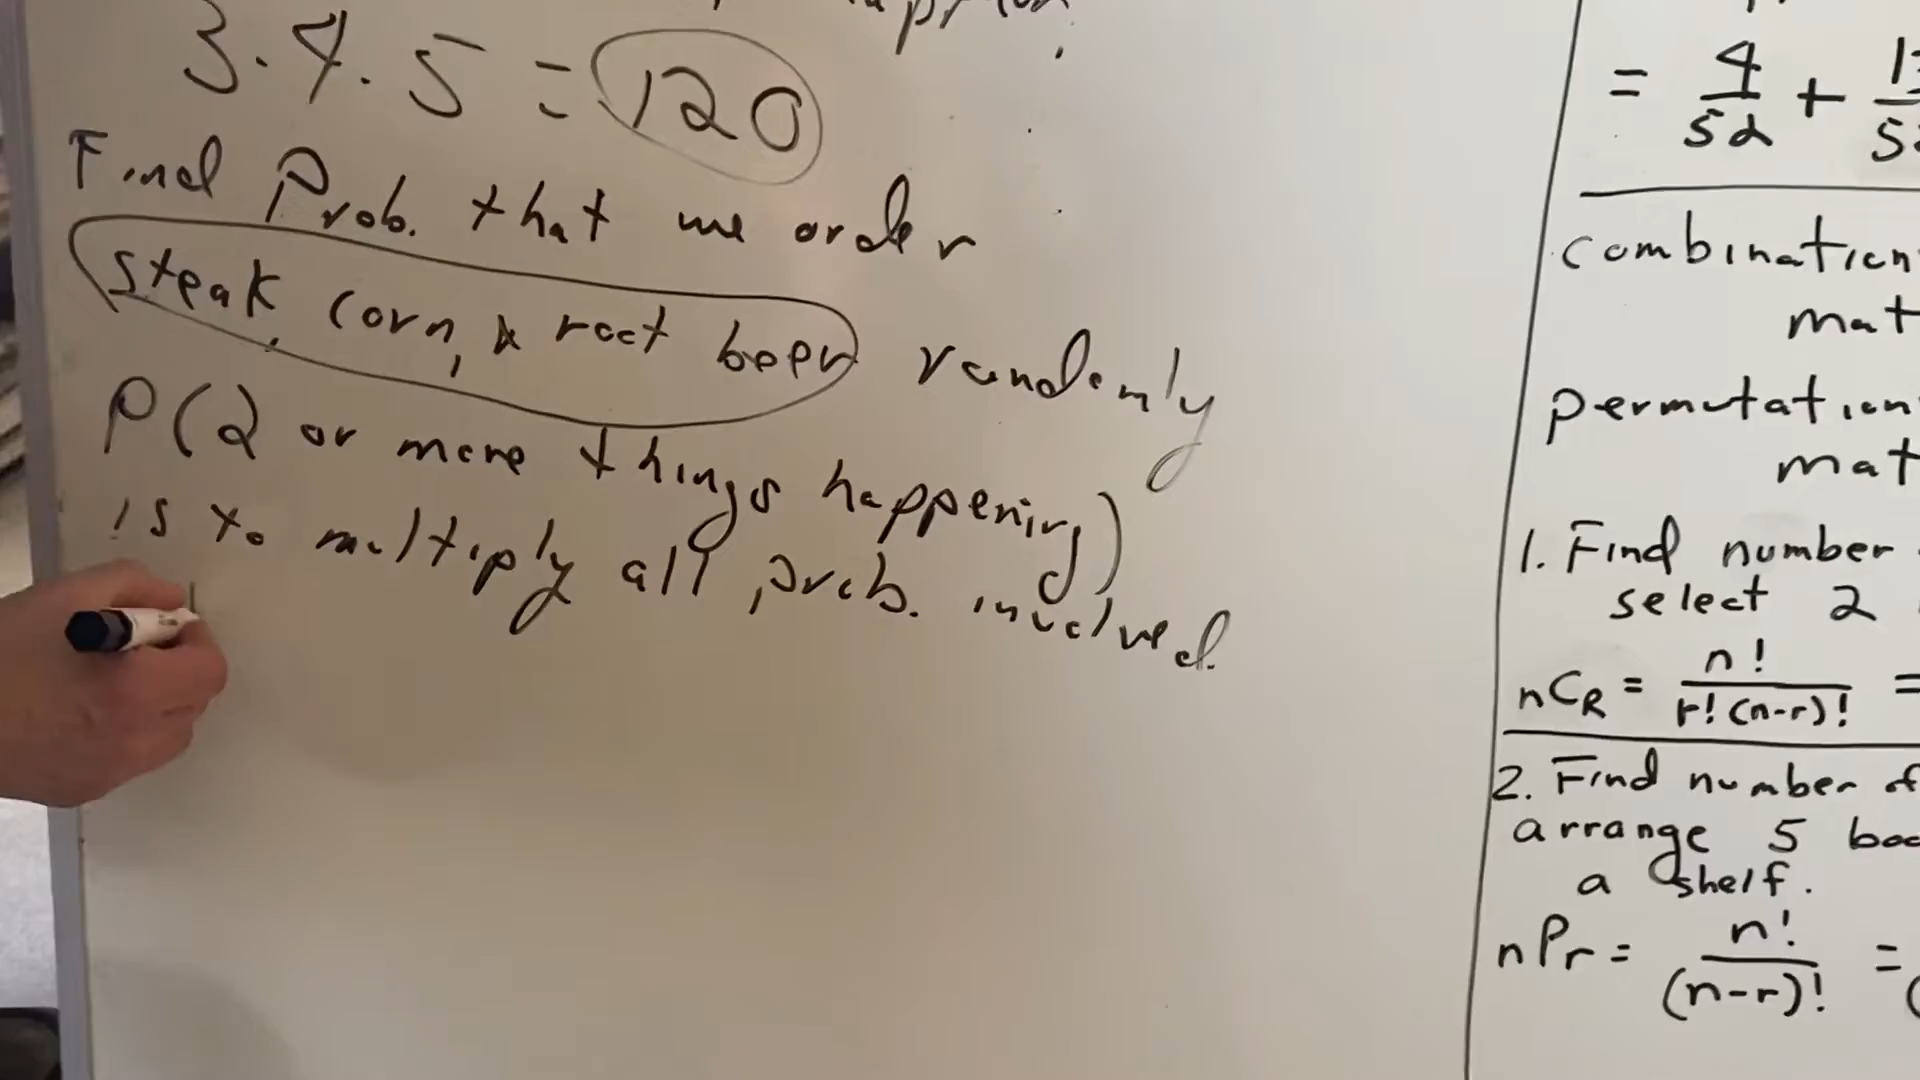 3.4.5 = 120
Find Prob. that we order
steak, corn, & root beer randomly
P(2 or more things happening)
is to multiply all prob. involved.
= 4/52 + 
combination
mat
permutation
mat
1. Find number
select 2
nCR = n!/r!(n-r)! =
2. Find number of
arrange 5 boo
a shelf.
nPr = n!/(n-r)! = (